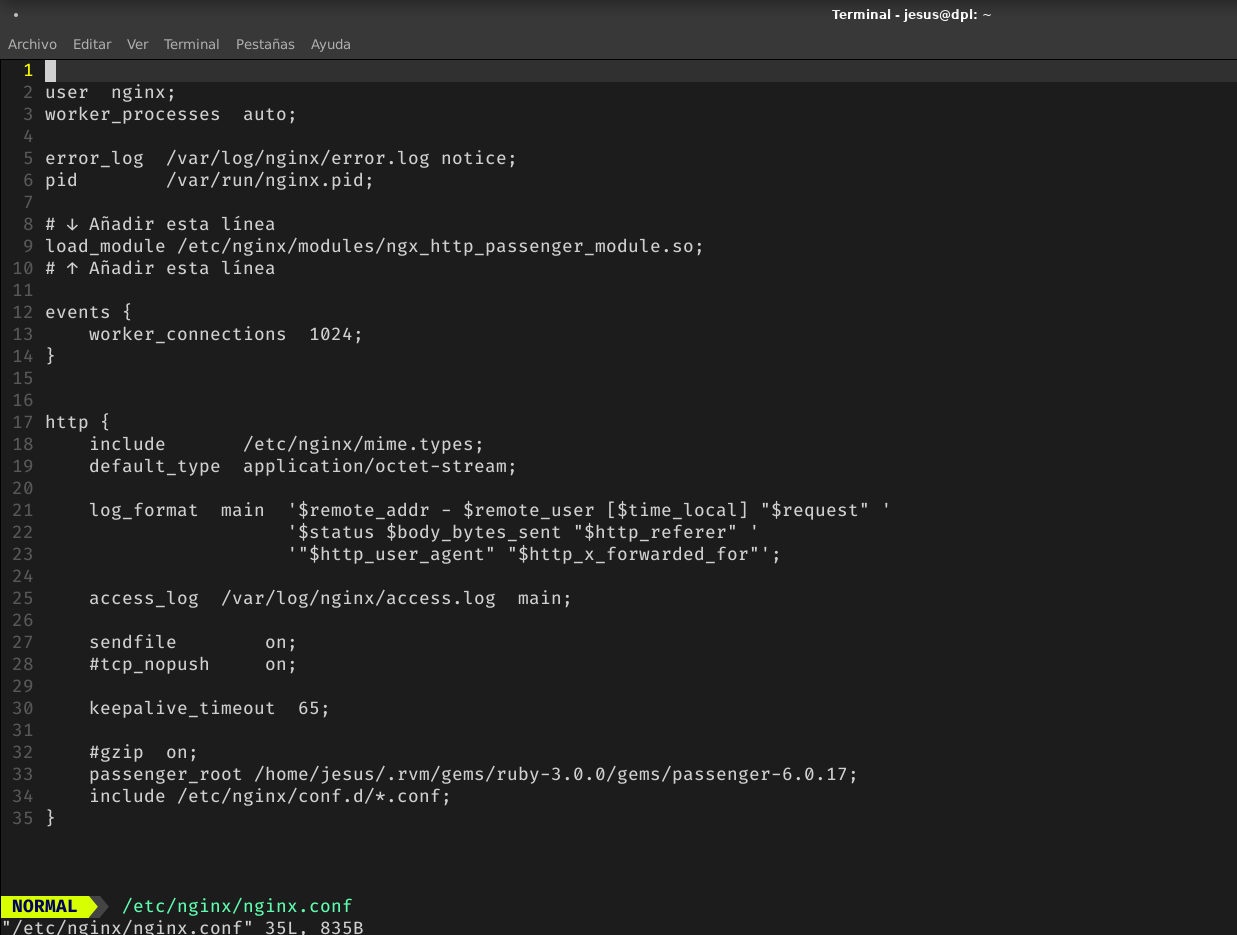 Terminal - jesus@dpl: ~
Archivo Editar Ver Terminal Pestañas Ayuda
1
2 user  nginx;
3 worker_processes  auto;
4
5 error_log  /var/log/nginx/error.log notice;
6 pid        /var/run/nginx.pid;
7
8 # ↓ Añadir esta línea
9 load_module /etc/nginx/modules/ngx_http_passenger_module.so;
10 # ↑ Añadir esta línea
11
12 events {
13     worker_connections  1024;
14 }
15
16
17 http {
18     include       /etc/nginx/mime.types;
19     default_type  application/octet-stream;
20
21     log_format  main  '$remote_addr - $remote_user [$time_local] "$request" '
22                       '$status $body_bytes_sent "$http_referer" '
23                       '"$http_user_agent" "$http_x_forwarded_for"';
24
25     access_log  /var/log/nginx/access.log  main;
26
27     sendfile        on;
28     #tcp_nopush     on;
29
30     keepalive_timeout  65;
31
32     #gzip  on;
33     passenger_root /home/jesus/.rvm/gems/ruby-3.0.0/gems/passenger-6.0.17;
34     include /etc/nginx/conf.d/*.conf;
35 }
NORMAL /etc/nginx/nginx.conf
"/etc/nginx/nginx.conf" 35L, 835B